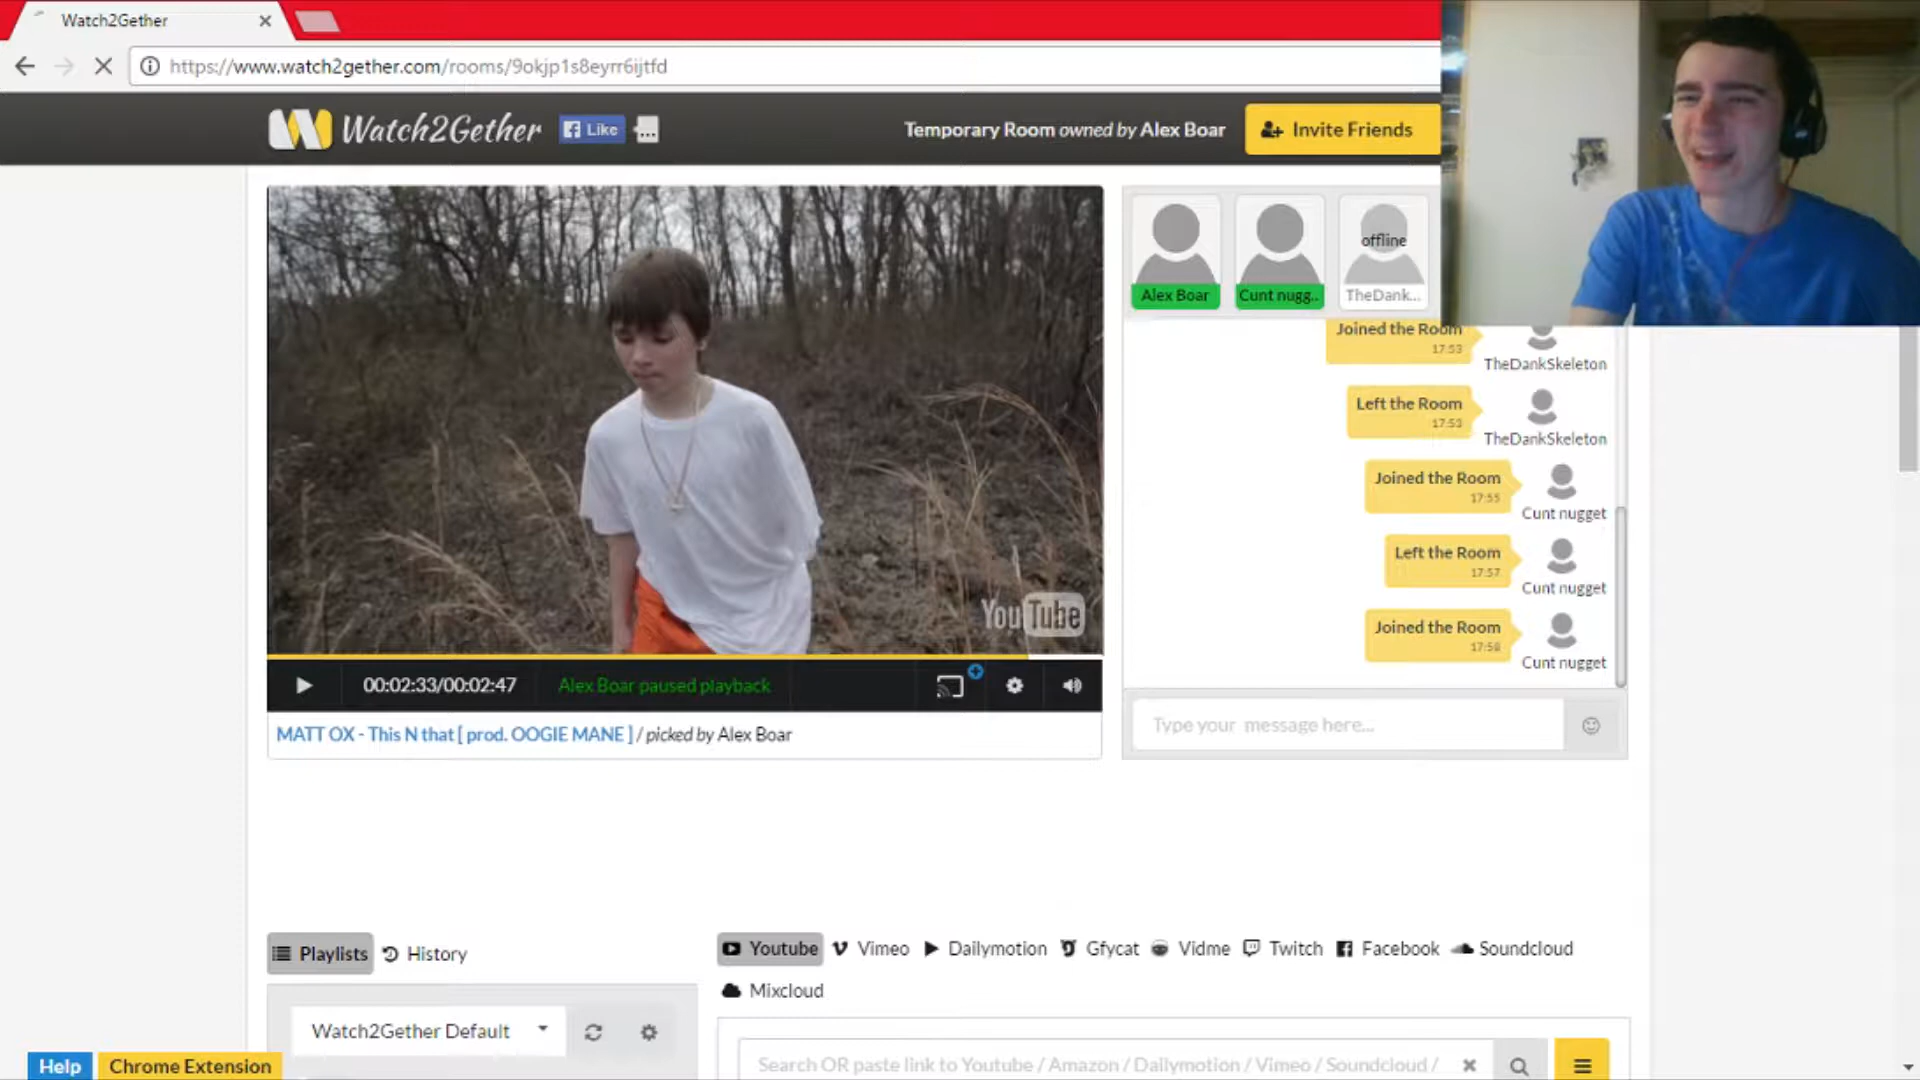 Watch2Gether
https://www.watch2gether.com/rooms/9okjp1s8eyrr6ijtfd
Watch2Gether
Like
Temporary Room owned by Alex Boar
Invite Friends
offline
Alex Boar
Cunt nugg..
TheDank...
Joined the Room
17:53
TheDankSkeleton
Left the Room
17:53
TheDankSkeleton
Joined the Room
17:55
Cunt nugget
Left the Room
17:57
Cunt nugget
Joined the Room
17:58
Cunt nugget
YouTube
00:02:33/00:02:47
Alex Boar paused playback
MATT OX - This N that [ prod. OOGIE MANE ] / picked by Alex Boar
Type your message here...
Playlists
History
Youtube
Vimeo
Dailymotion
Gfycat
Vidme
Twitch
Facebook
Soundcloud
Mixcloud
Watch2Gether Default
Search OR paste link to Youtube / Amazon / Dailymotion / Vimeo / Soundcloud /
Help
Chrome Extension